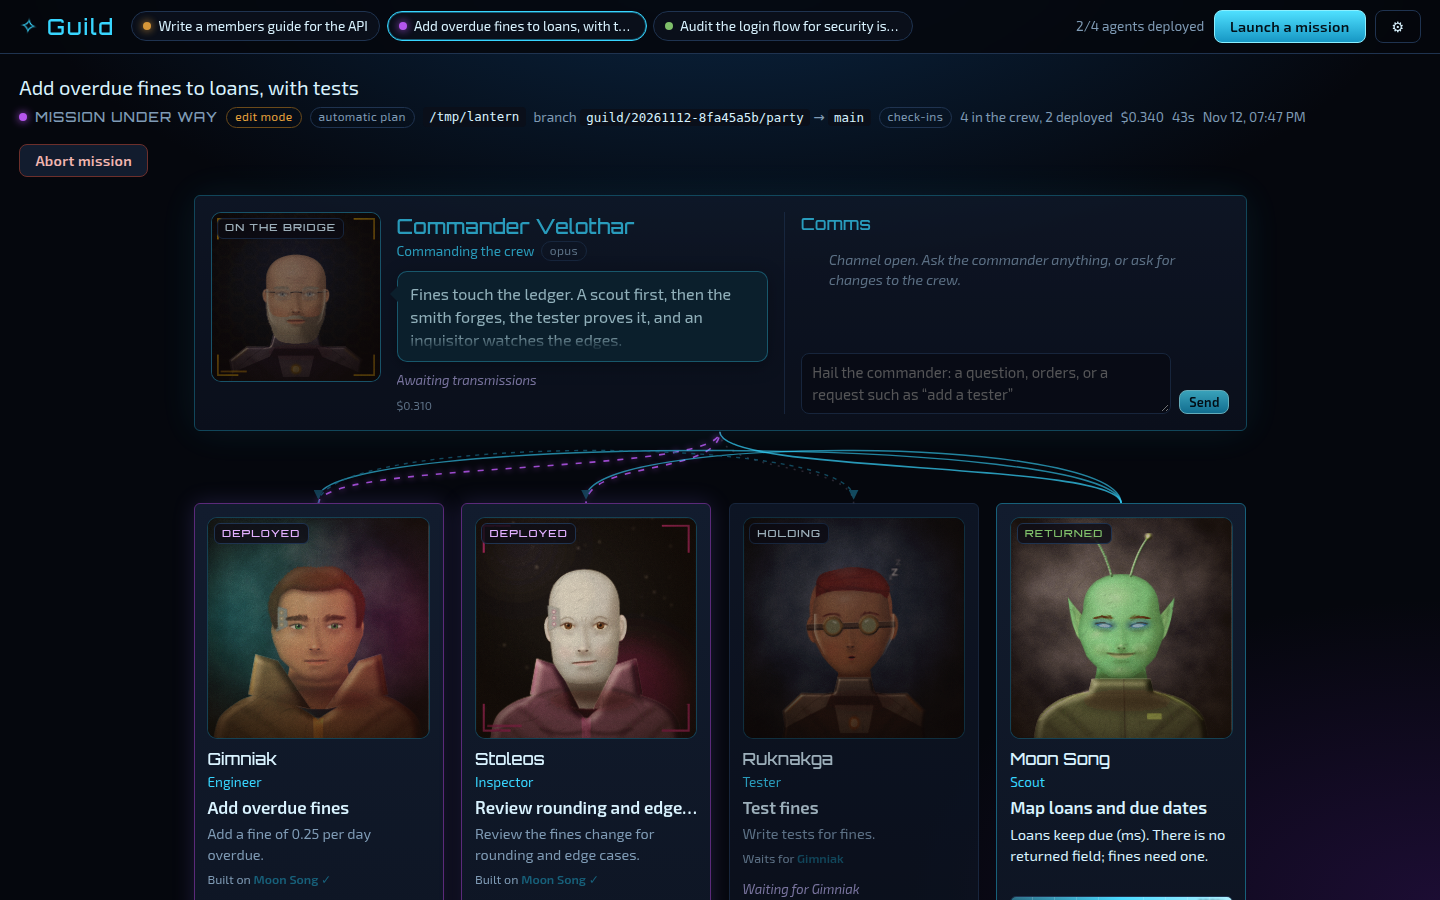 Guild
Write a members guide for the API
Add overdue fines to loans, with t…
Audit the login flow for security is…
2/4 agents deployed
Launch a mission
Add overdue fines to loans, with tests
MISSION UNDER WAY
edit mode
automatic plan
/tmp/lantern
branch guild/20261112-8fa45a5b/party → main
check-ins
4 in the crew, 2 deployed $0.340 43s Nov 12, 07:47 PM
Abort mission
ON THE BRIDGE
Commander Velothar
Commanding the crew opus
Fines touch the ledger. A scout first, then the
smith forges, the tester proves it, and an
inquisitor watches the edges.
Awaiting transmissions
$0.310
Comms
Channel open. Ask the commander anything, or ask for
changes to the crew.
Hail the commander: a question, orders, or a
request such as “add a tester”
Send
DEPLOYED
Gimniak
Engineer
Add overdue fines
Add a fine of 0.25 per day
overdue.
Built on Moon Song ✓
DEPLOYED
Stoleos
Inspector
Review rounding and edge…
Review the fines change for
rounding and edge cases.
Built on Moon Song ✓
HOLDING
z
Ruknakga
Tester
Test fines
Write tests for fines.
Waits for Gimniak
Waiting for Gimniak
RETURNED
Moon Song
Scout
Map loans and due dates
Loans keep due (ms). There is no
returned field; fines need one.